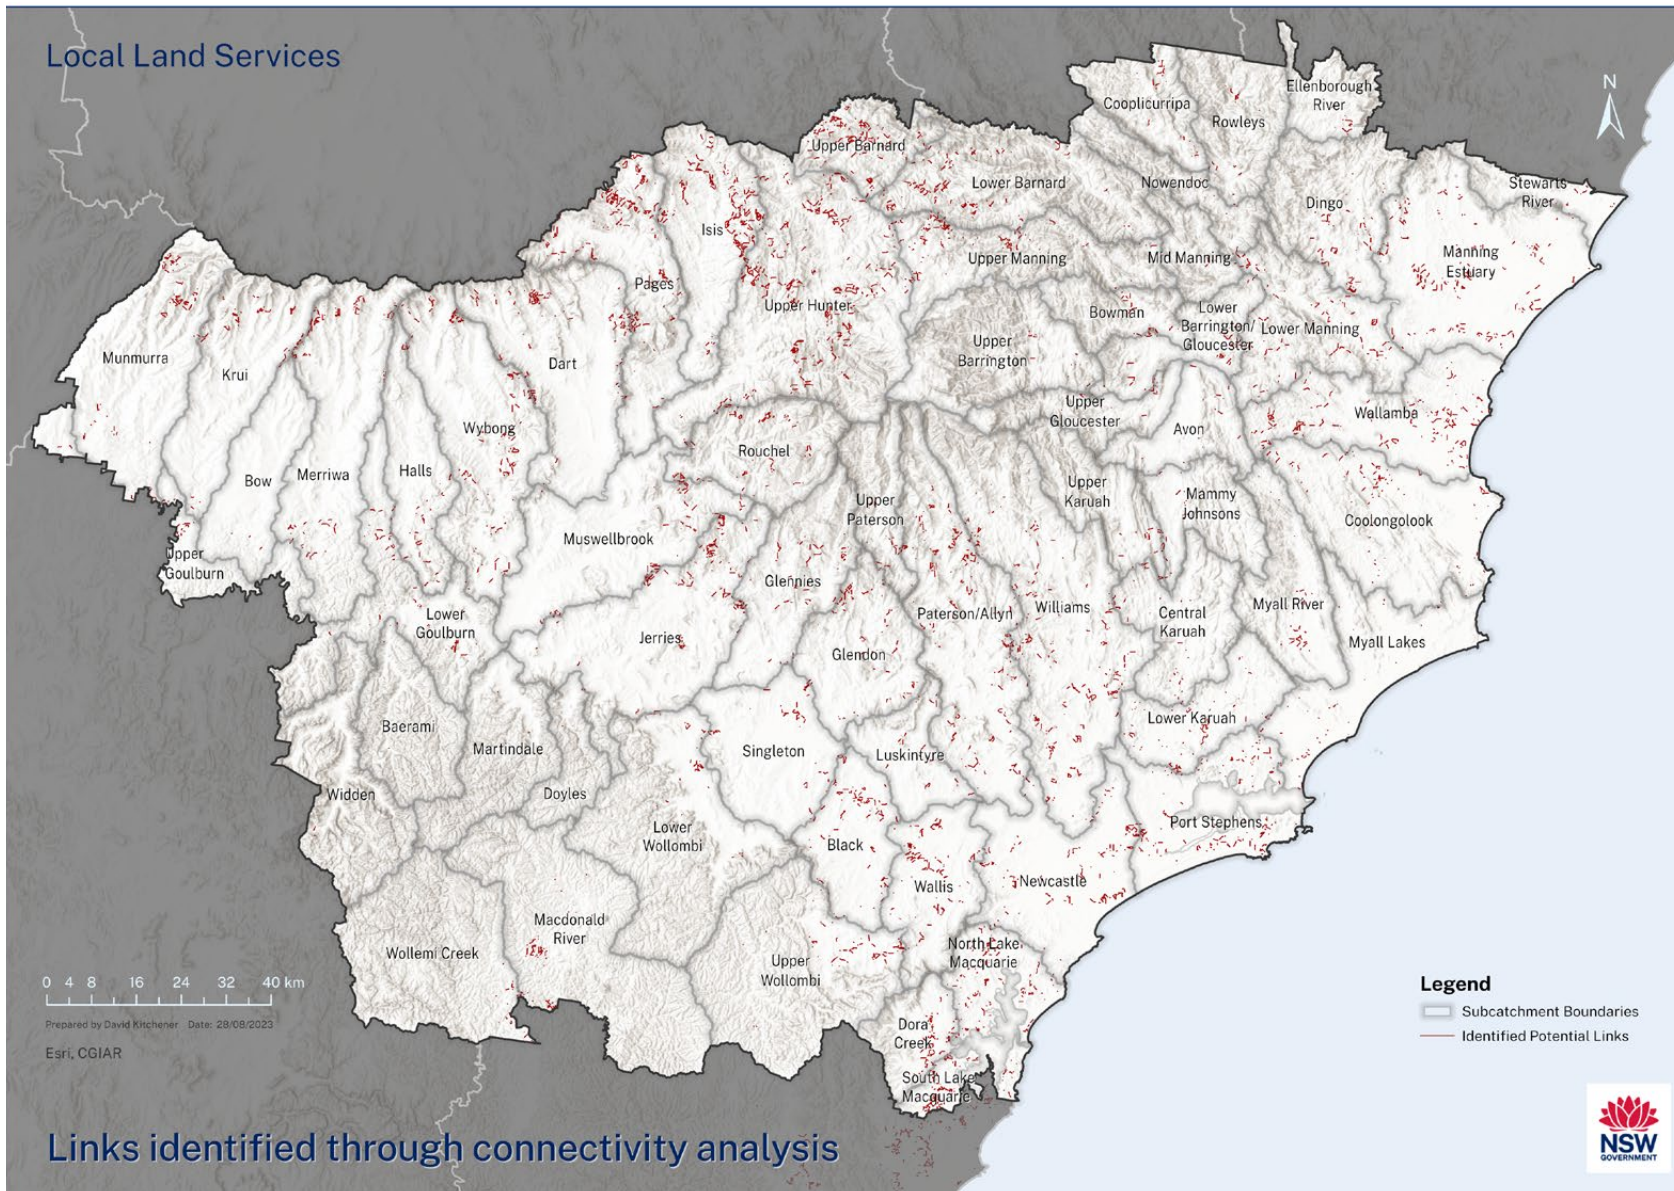 Local Land Services
N
Ellenborough
River
Cooplicurripa
Rowleys
Upper Barnard
Lower Barnard
Nowendoc
Stewarts
River
Dingo
Isis
Manning
Estuary
Upper Manning
Mid Manning
Pages
Upper Hunter
Bowman
Lower
Barrington/
Gloucester
Lower Manning
Upper
Barrington
Munmurra
Krui
Dart
Upper
Gloucester
Wallamba
Avon
Wybong
Rouchel
Bow
Merriwa
Halls
Upper
Karuah
Mammy
Johnsons
Upper
Paterson
Coolongolook
Muswellbrook
Upper
Goulburn
Glennies
Lower
Goulburn
Jerries
Paterson/Allyn
Williams
Central
Karuah
Myall River
Myall Lakes
Glendon
Baerami
Martindale
Singleton
Luskintyre
Lower Karuah
Widden
Doyles
Lower
Wollombi
Black
Port Stephens
Wallis
Newcastle
Macdonald
River
Wollemi Creek
Upper
Wollombi
North Lake
Macquarie
Dora
Creek
South Lake
Macquarie
0 4 8 16 24 32 40 km
Prepared by David Kitchener Date: 28/08/2023
Esri, CGIAR
Legend
Subcatchment Boundaries
Identified Potential Links
Links identified through connectivity analysis
NSW
GOVERNMENT